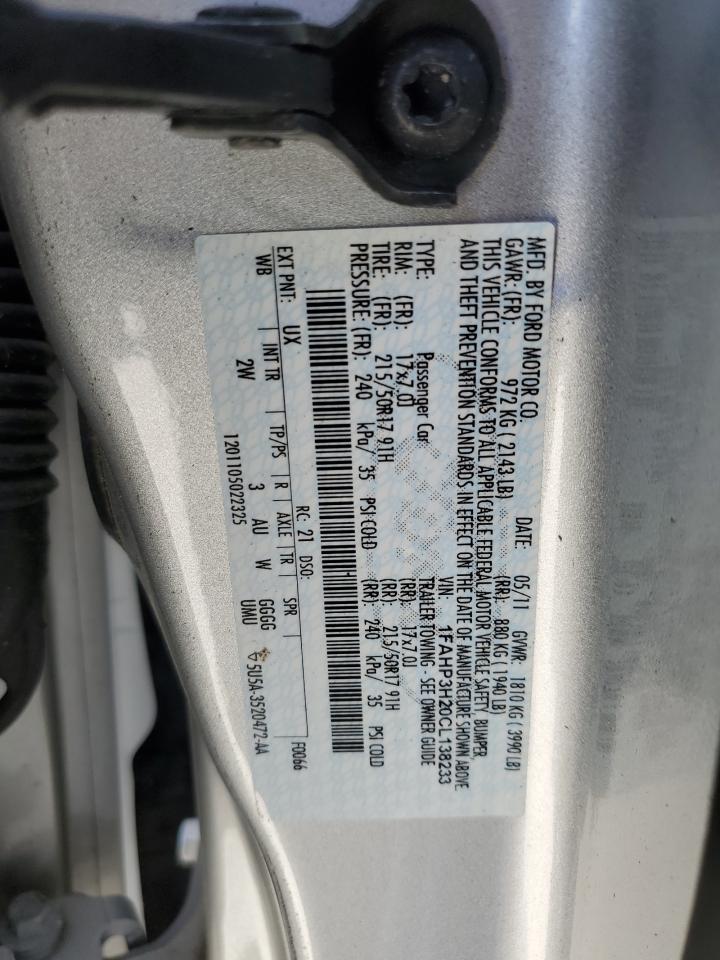 MFD. BY FORD MOTOR CO. DATE: 05/11 GVWR: 1810 KG ( 3990 LB)
GAWR: (FR): 972 KG ( 2143 LB) (RR): 880 KG ( 1940 LB)
THIS VEHICLE CONFORMS TO ALL APPLICABLE FEDERAL MOTOR VEHICLE SAFETY, BUMPER,
AND THEFT PREVENTION STANDARDS IN EFFECT ON THE DATE OF MANUFACTURE SHOWN ABOVE.
VIN: 1FAHP3H20CL138233
TYPE: Passenger Car TRAILER TOWING - SEE OWNER GUIDE
RIM: (FR): 17x7.0J (RR): 17x7.0J
TIRE: (FR): 215/50R17 91H (RR): 215/50R17 91H
PRESSURE: (FR): 240 kPa/ 35 PSI COLD (RR): 240 kPa/ 35 PSI COLD
EXT PNT: UX RC: 21 DSO: F0066
WB INT TR TP/PS R AXLE TR SPR
2W 3 AU W GGGG
UMU
1201105022325 5U5A-3520472-AA